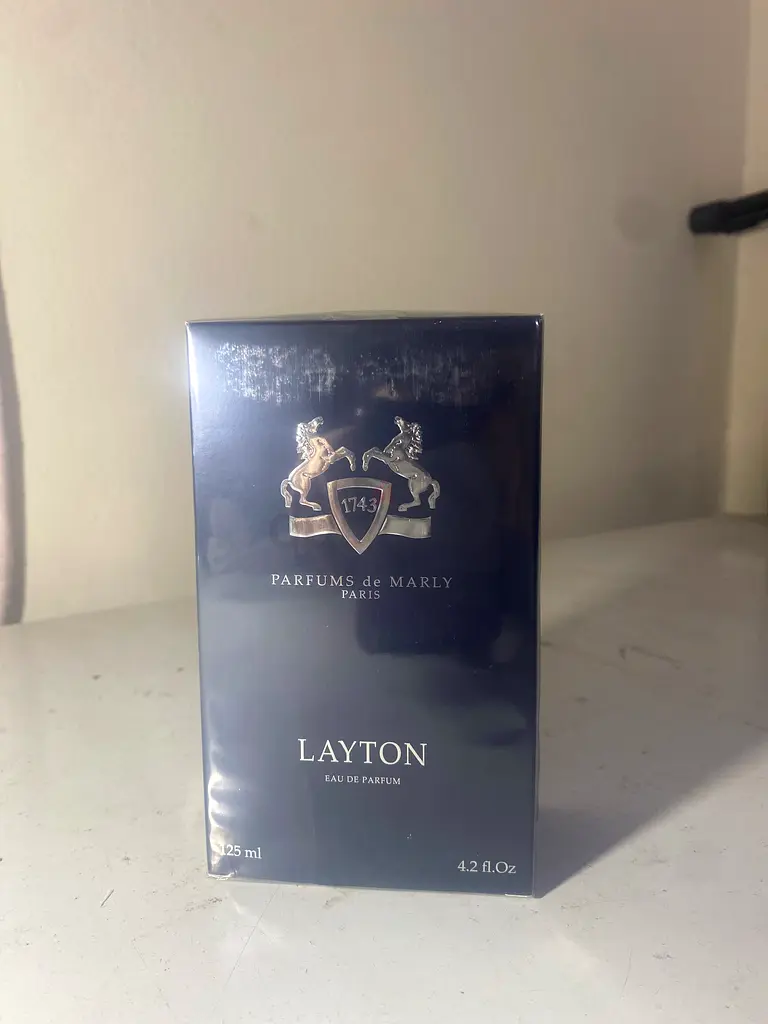 1743
PARFUMS de MARLY
PARIS
LAYTON
EAU DE PARFUM
125 ml
4.2 fl.Oz